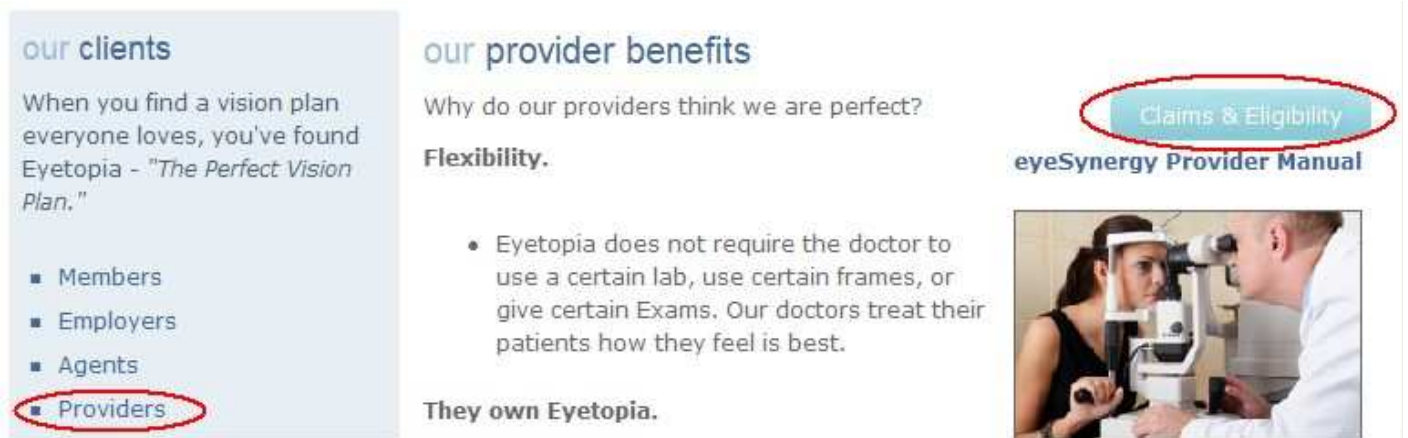 our clients
When you find a vision plan
everyone loves, you've found
Eyetopia - "The Perfect Vision
Plan."
Members
Employers
Agents
Providers
our provider benefits
Why do our providers think we are perfect?
Flexibility.
Eyetopia does not require the doctor to
use a certain lab, use certain frames, or
give certain Exams. Our doctors treat their
patients how they feel is best.
They own Eyetopia.
Claims & Eligibility
eyeSynergy Provider Manual